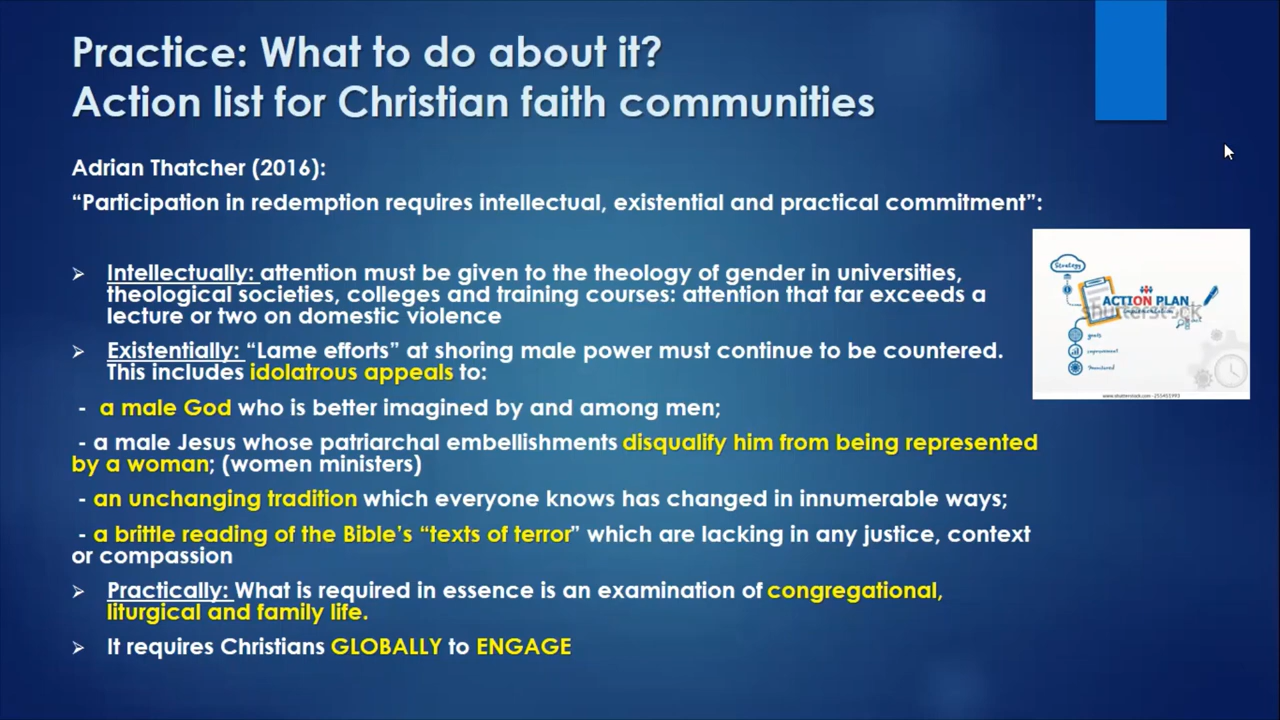 Practice: What to do about it?
Action list for Christian faith communities
Adrian Thatcher (2016):
“Participation in redemption requires intellectual, existential and practical commitment”:
➢ Intellectually: attention must be given to the theology of gender in universities,
theological societies, colleges and training courses: attention that far exceeds a
lecture or two on domestic violence
➢ Existentially: “Lame efforts” at shoring male power must continue to be countered.
This includes idolatrous appeals to:
- a male God who is better imagined by and among men;
- a male Jesus whose patriarchal embellishments disqualify him from being represented
by a woman; (women ministers)
- an unchanging tradition which everyone knows has changed in innumerable ways;
- a brittle reading of the Bible’s “texts of terror” which are lacking in any justice, context
or compassion
➢ Practically: What is required in essence is an examination of congregational,
liturgical and family life.
➢ It requires Christians GLOBALLY to ENGAGE
Strategy
ACTION PLAN
shutterstock
goals